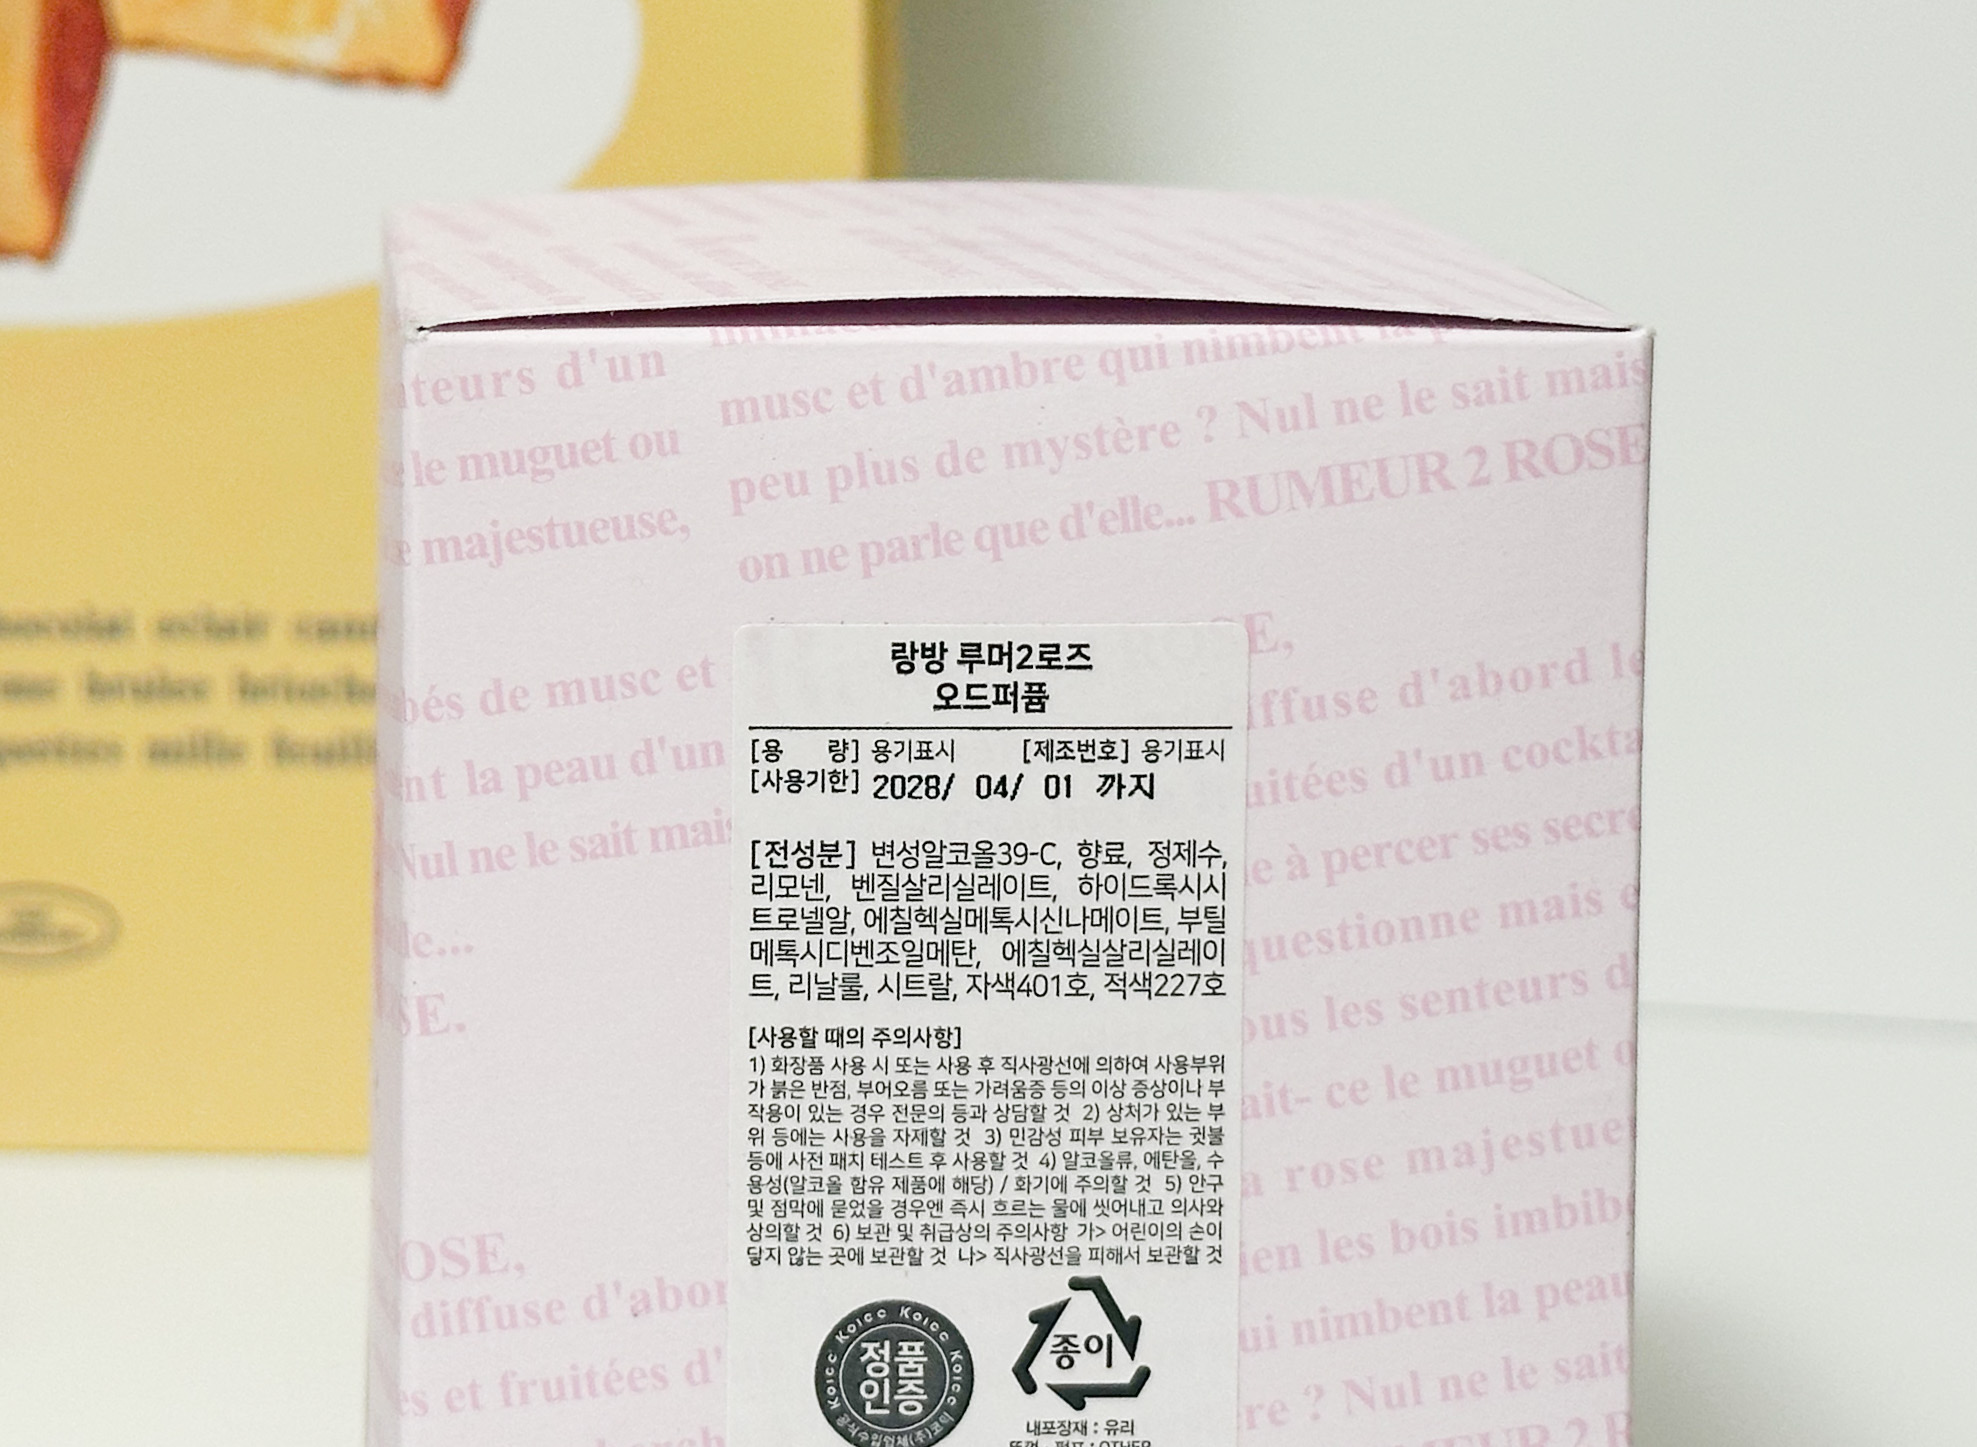 teurs d'un
le muguet ou
majestueuse,
musc et d'ambre qui nimbent la
peu plus de mystère ? Nul ne le sait mais
on ne parle que d'elle... RUMEUR 2 ROSE
de musc et
la peau d'un
Nul ne le sait mais
OSE,
diffuse d'abor
es et fruitées d'
랑방 루머2로즈
오드퍼퓸
[용 량] 용기표시 [제조번호] 용기표시
[사용기한] 2028/ 04/ 01 까지
[전성분] 변성알코올39-C, 향료, 정제수,
리모넨, 벤질살리실레이트, 하이드록시시
트로넬알, 에칠헥실메톡시신나메이트, 부틸
메톡시디벤조일메탄, 에칠헥실살리실레이
트, 리날룰, 시트랄, 자색401호, 적색227호
[사용할 때의 주의사항]
1) 화장품 사용 시 또는 사용 후 직사광선에 의하여 사용부위
가 붉은 반점, 부어오름 또는 가려움증 등의 이상 증상이나 부
작용이 있는 경우 전문의 등과 상담할 것 2) 상처가 있는 부
위 등에는 사용을 자제할 것 3) 민감성 피부 보유자는 귓불
등에 사전 패치 테스트 후 사용할 것 4) 알코올류, 에탄올, 수
용성(알코올 함유 제품에 해당) / 화기에 주의할 것 5) 안구
및 점막에 묻었을 경우엔 즉시 흐르는 물에 씻어내고 의사와
상의할 것 6) 보관 및 취급상의 주의사항 가> 어린이의 손이
닿지 않는 곳에 보관할 것 나> 직사광선을 피해서 보관할 것
Koicc Koicc Koicc Koicc
정품
인증
종이
내포장재 : 유리
E,
iffuse d'abord le
uitées d'un cockta
e à percer ses secre
questionne mais
ous les senteurs d
ait- ce le muguet o
a rose majestue
ien les bois imbib
ui nimbent la peau
re ? Nul ne le sait